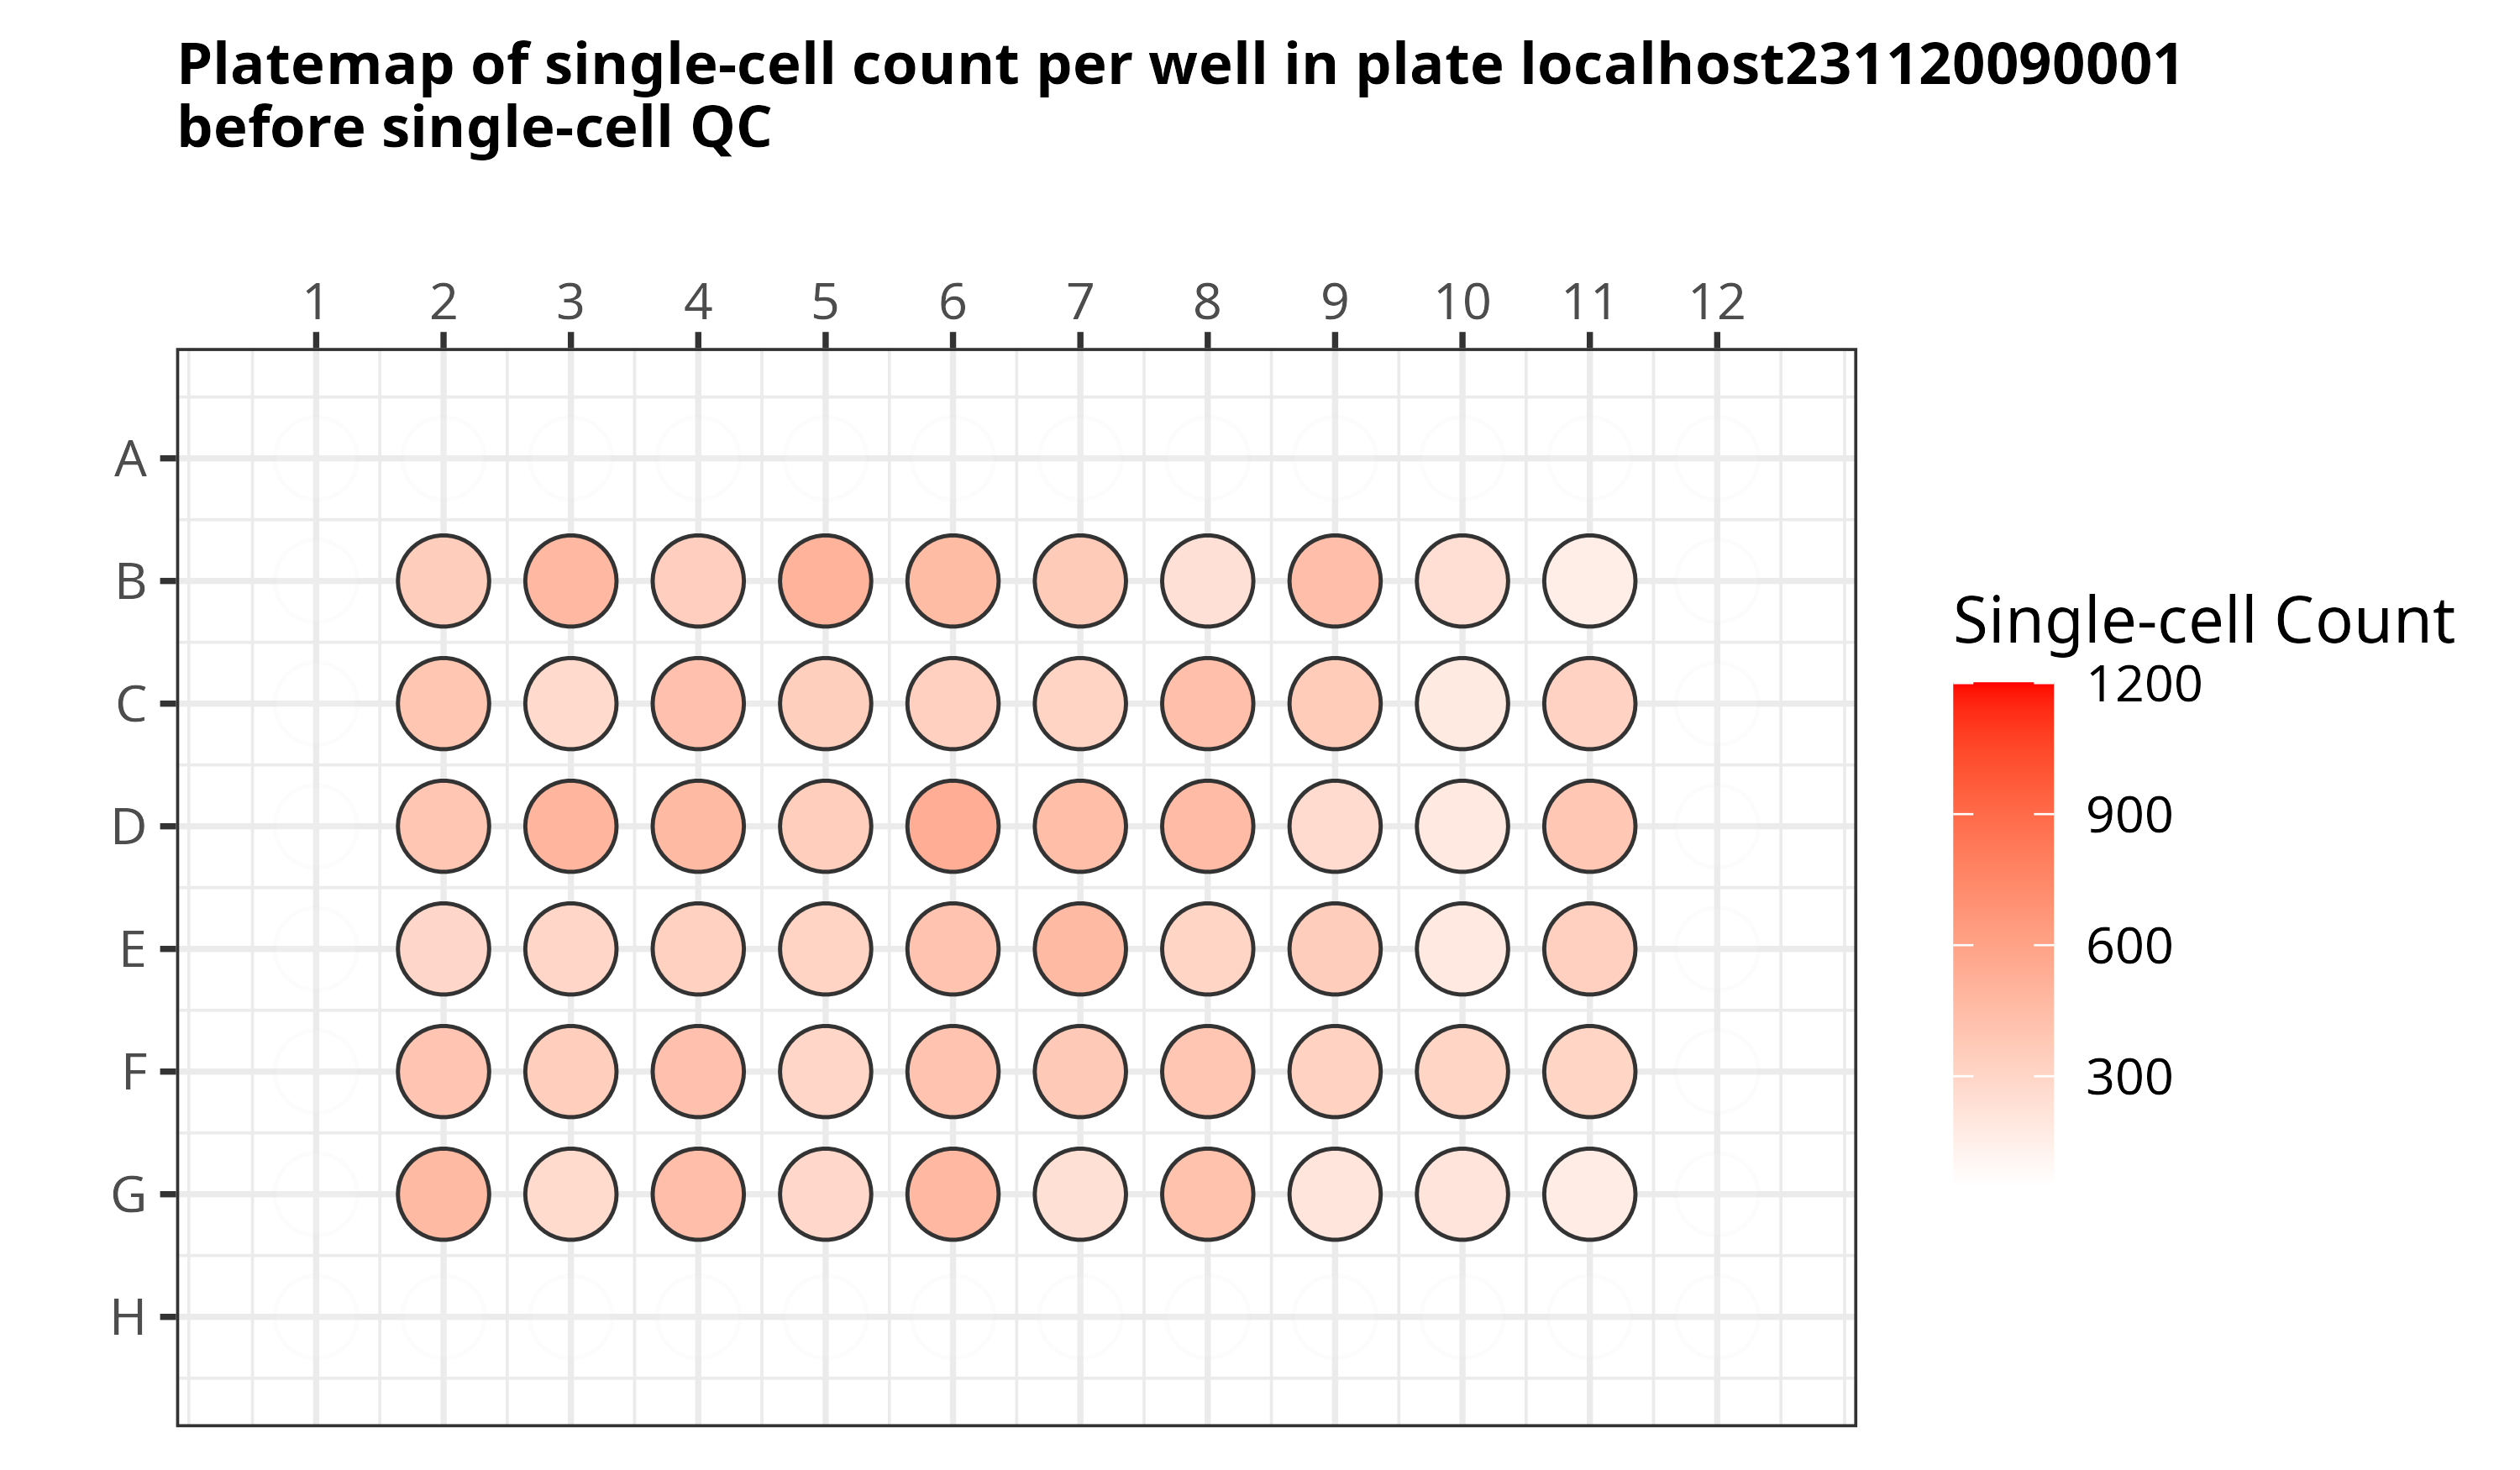 Platemap of single-cell count per well in plate localhost231120090001
before single-cell QC
1 2 3 4 5 6 7 8 9 10 11 12
A
B
C
D
E
F
G
H
Single-cell Count
1200
900
600
300